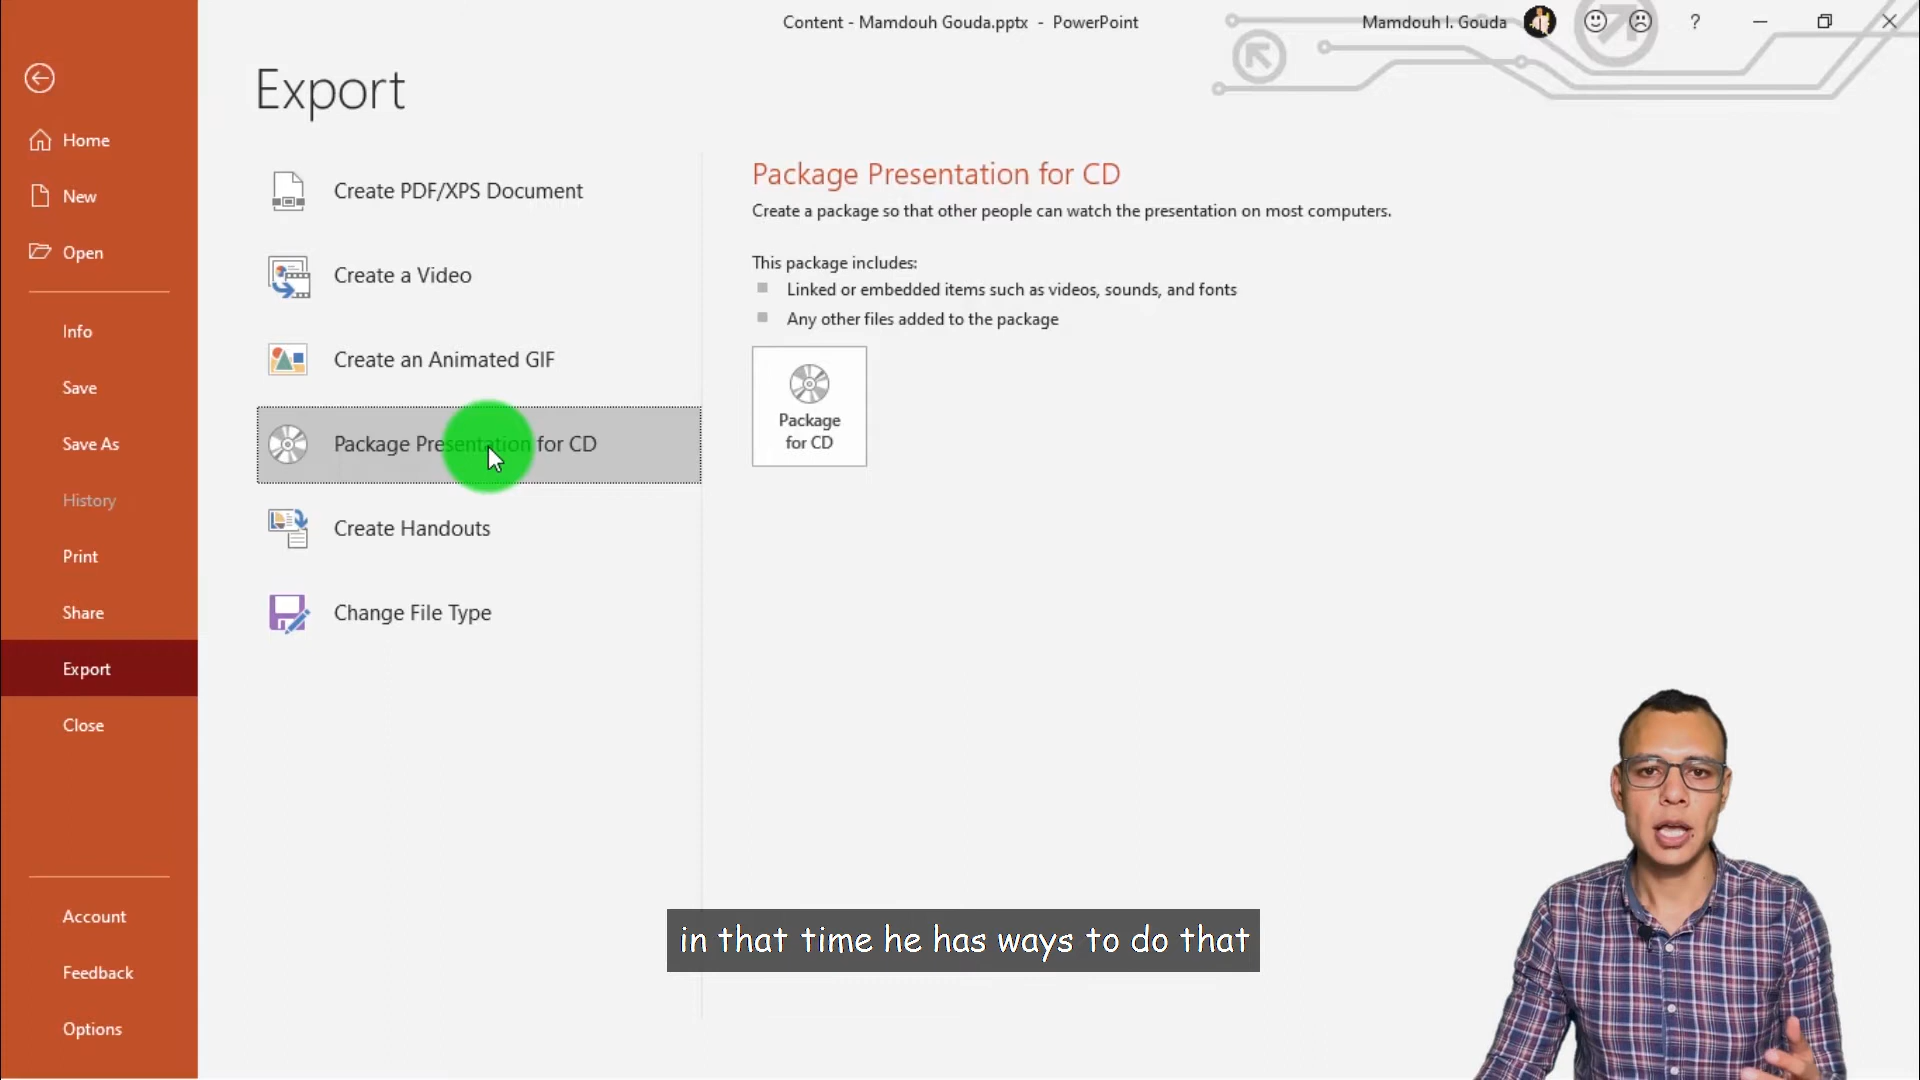 Content - Mamdouh Gouda.pptx - PowerPoint
Mamdouh I. Gouda
?
Home
New
Open
Info
Save
Save As
History
Print
Share
Export
Close
Account
Feedback
Options
Export
Create PDF/XPS Document
Create a Video
Create an Animated GIF
Package Presentation for CD
Create Handouts
Change File Type
Package Presentation for CD
Create a package so that other people can watch the presentation on most computers.
This package includes:
Linked or embedded items such as videos, sounds, and fonts
Any other files added to the package
Package
for CD
in that time he has ways to do that